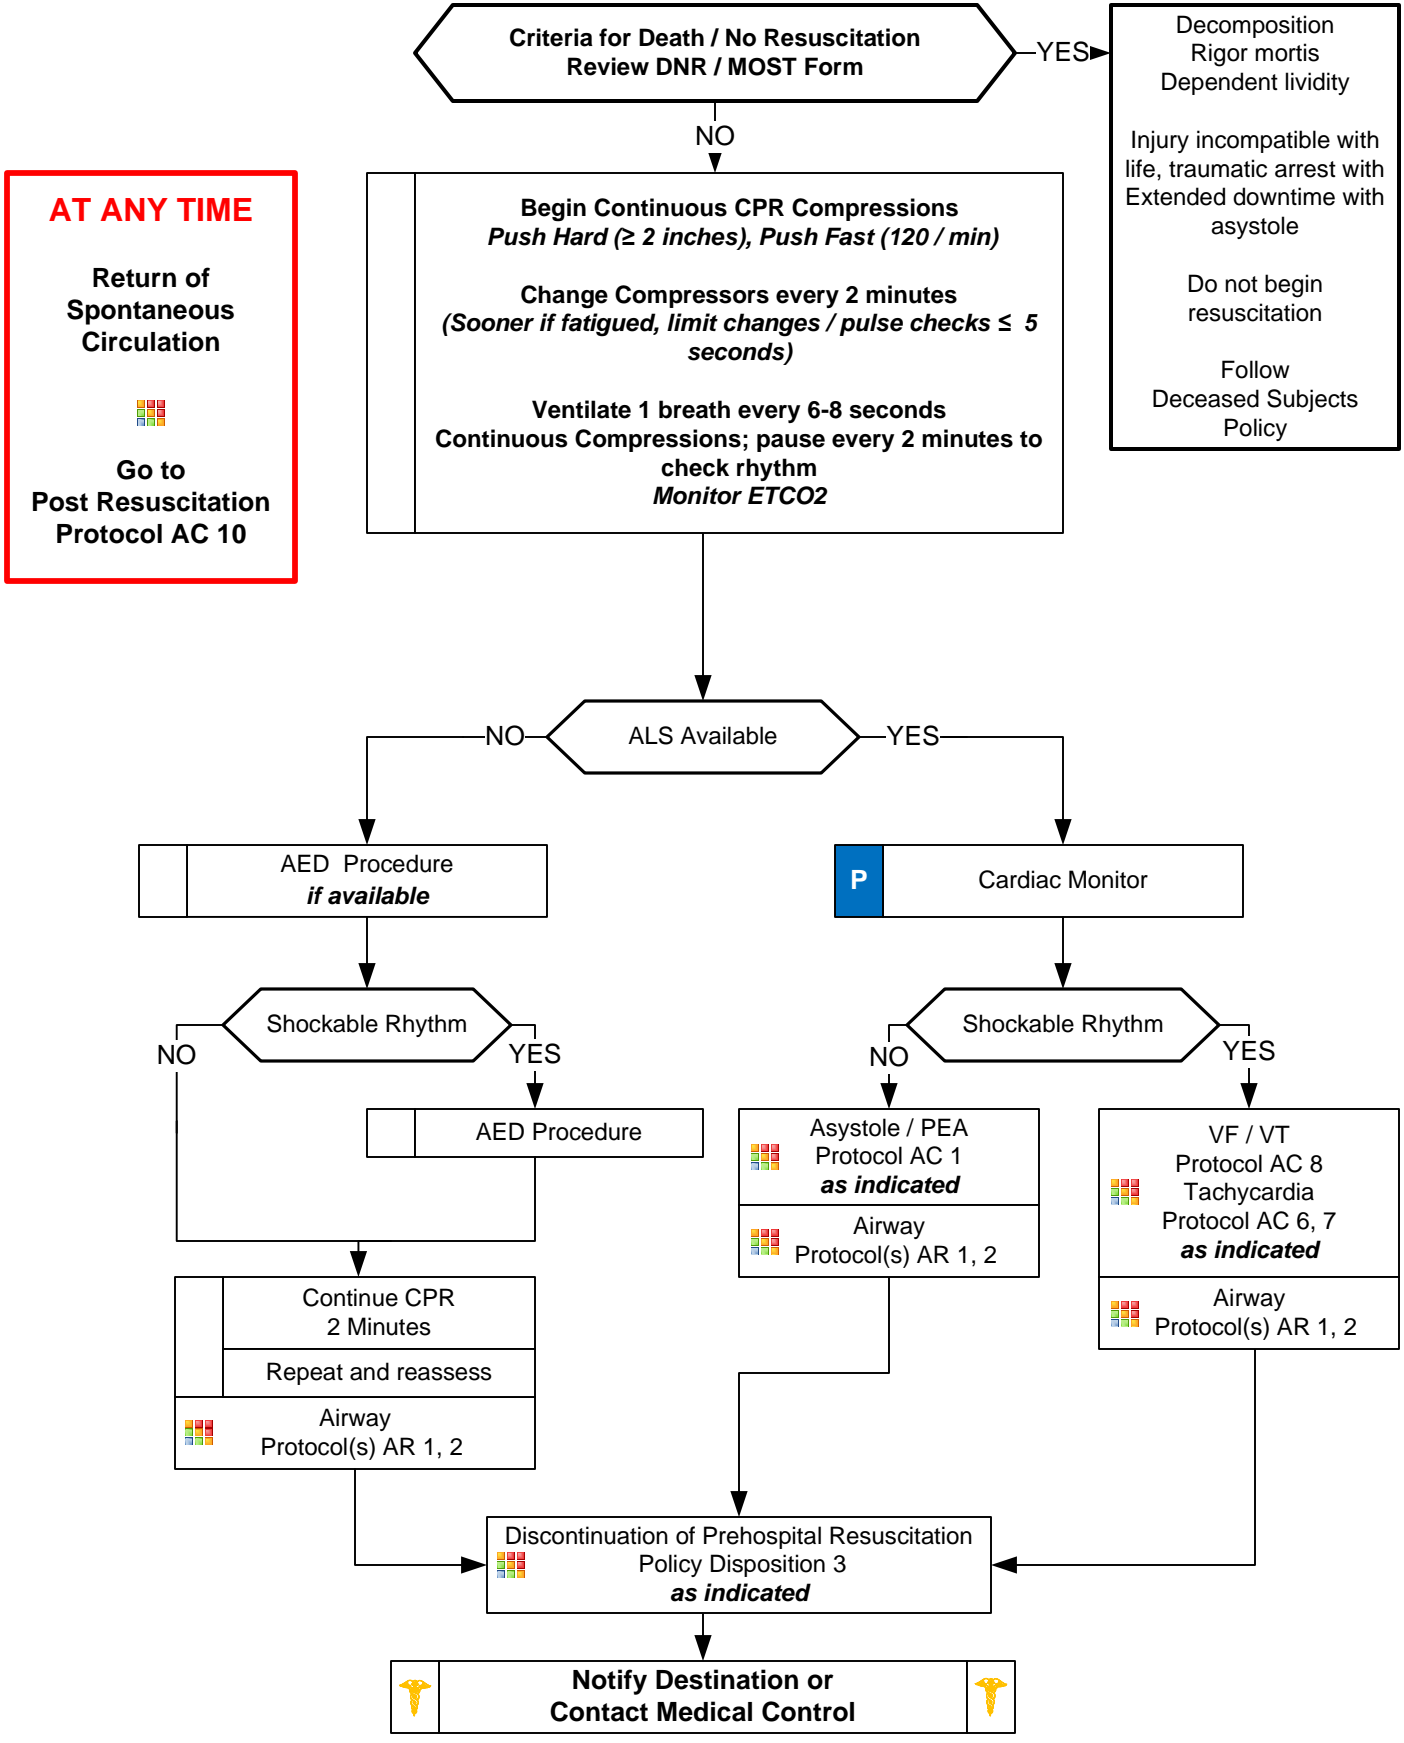 Criteria for Death / No Resuscitation
Review DNR / MOST Form
YES
Decomposition
Rigor mortis
Dependent lividity
Injury incompatible with
life, traumatic arrest with
Extended downtime with
asystole
Do not begin
resuscitation
Follow
Deceased Subjects
Policy
NO
AT ANY TIME
Return of
Spontaneous
Circulation
Go to
Post Resuscitation
Protocol AC 10
Begin Continuous CPR Compressions
Push Hard (≥ 2 inches), Push Fast (120 / min)
Change Compressors every 2 minutes
(Sooner if fatigued, limit changes / pulse checks ≤ 5
seconds)
Ventilate 1 breath every 6-8 seconds
Continuous Compressions; pause every 2 minutes to
check rhythm
Monitor ETCO2
ALS Available
NO
YES
AED Procedure
if available
P
Cardiac Monitor
Shockable Rhythm
NO
YES
AED Procedure
Shockable Rhythm
NO
YES
Asystole / PEA
Protocol AC 1
as indicated
Airway
Protocol(s) AR 1, 2
VF / VT
Protocol AC 8
Tachycardia
Protocol AC 6, 7
as indicated
Airway
Protocol(s) AR 1, 2
Continue CPR
2 Minutes
Repeat and reassess
Airway
Protocol(s) AR 1, 2
Discontinuation of Prehospital Resuscitation
Policy Disposition 3
as indicated
Notify Destination or
Contact Medical Control